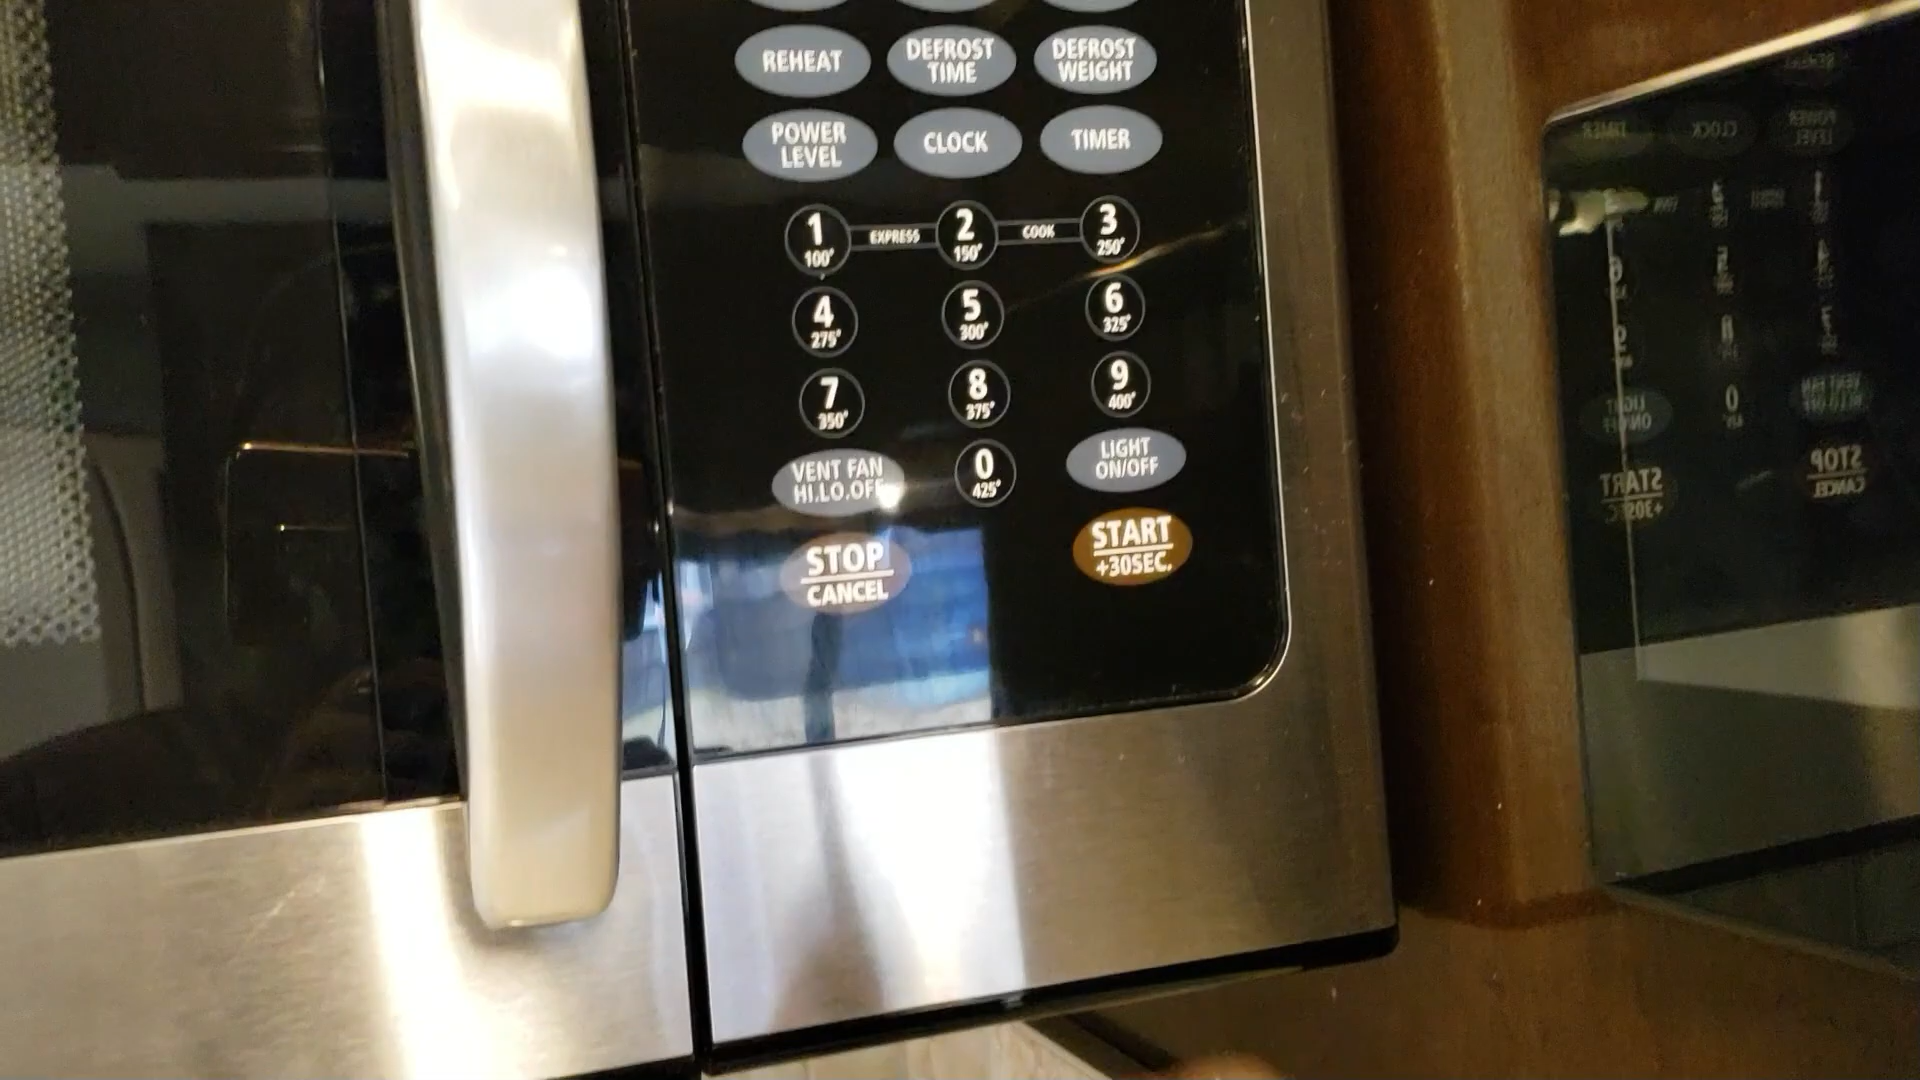 REHEAT
DEFROST
TIME
DEFROST
WEIGHT
POWER
LEVEL
CLOCK
TIMER
1
100°
EXPRESS
2
150°
COOK
3
250°
4
275°
5
300°
6
325°
7
350°
8
375°
9
400°
VENT FAN
HI.LO.OFF
0
425°
LIGHT
ON/OFF
STOP
CANCEL
START
+30SEC.